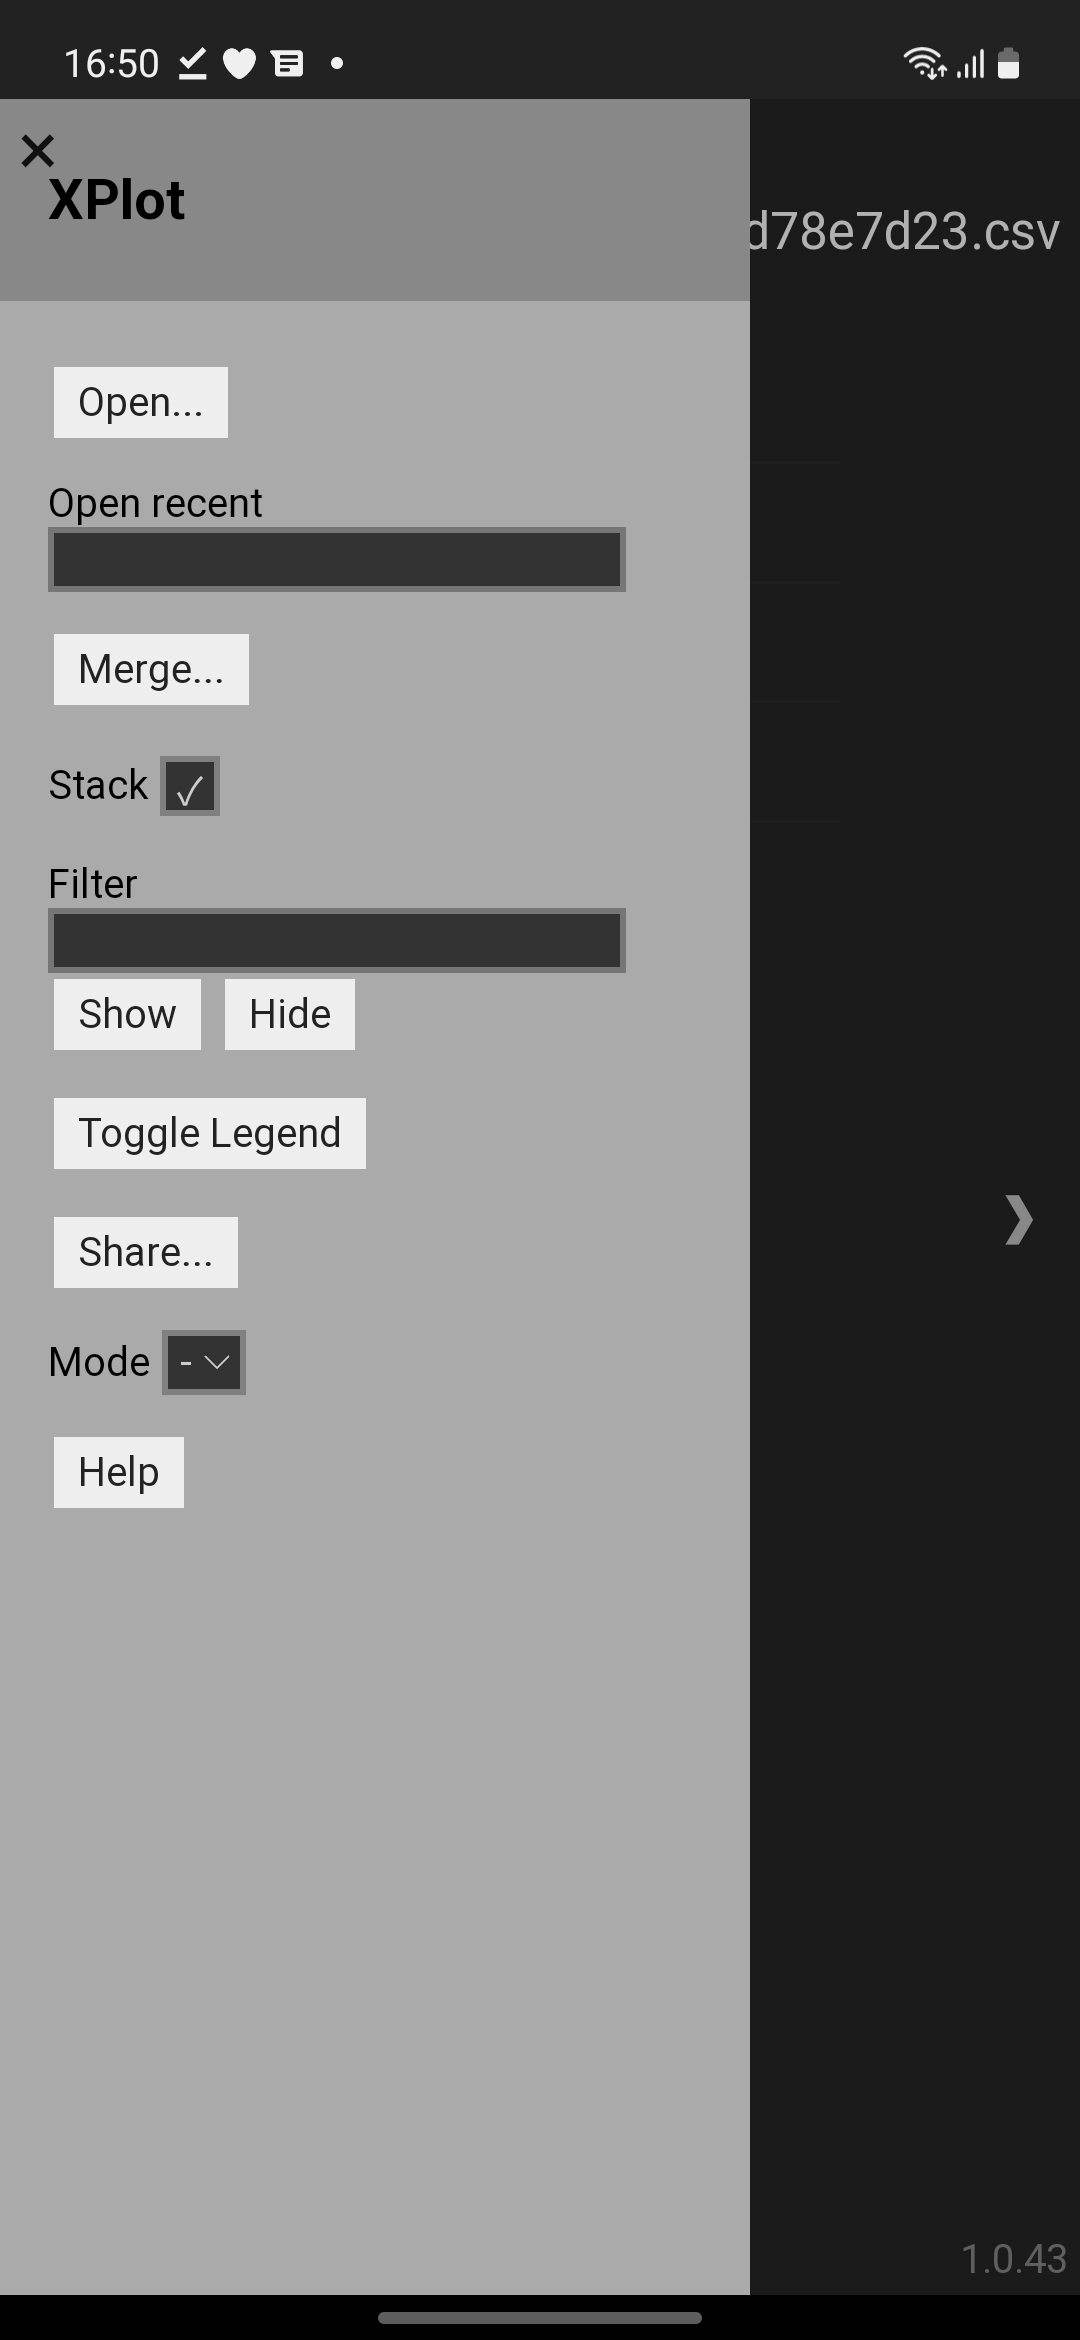 16:50
XPlot
d78e7d23.csv
Open...
Open recent
Merge...
Stack
Filter
Show Hide
Toggle Legend
Share...
Mode -
Help
1.0.43